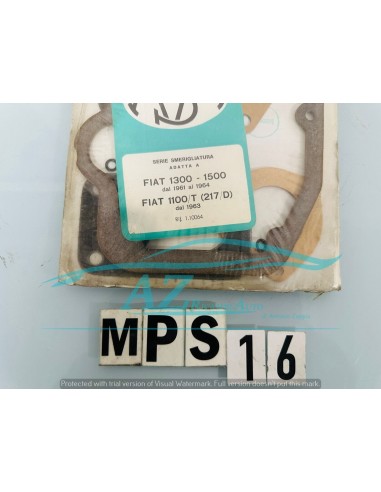 SERIE SMERIGLIATURA
ADATTA A
FIAT 1300 - 1500
dal 1961 al 1964
FIAT 1100/T (217/D)
dal 1963
AZ
MPS 16
Protected with trial version of Visual Watermark. Full version doesn't put this mark.